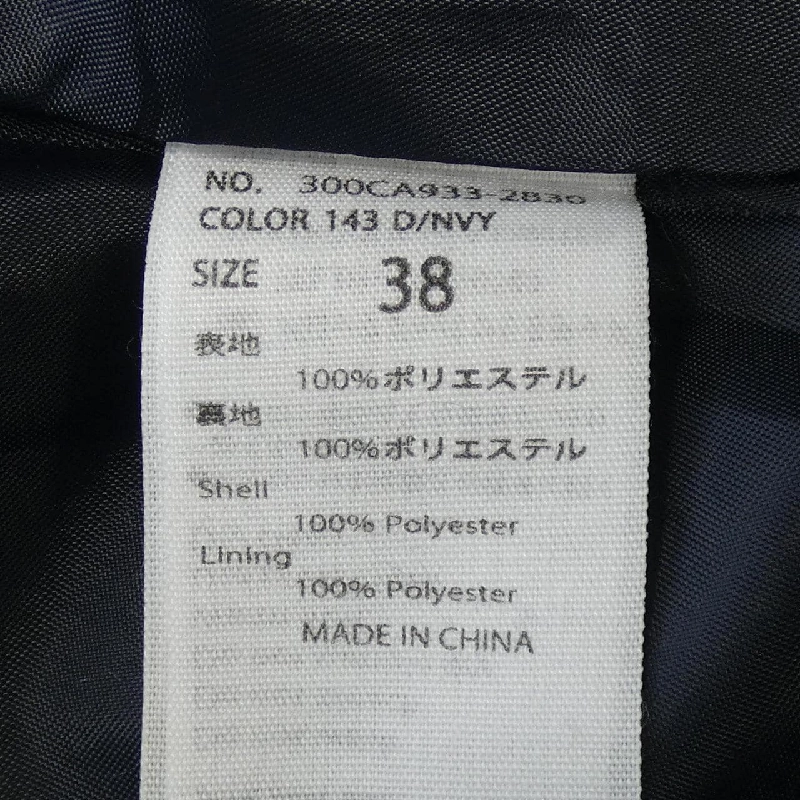 NO. 300CA933-2830
COLOR 143 D/NVY
SIZE 38
表地
100%ポリエステル
裏地
100%ポリエステル
Shell
100% Polyester
Lining
100% Polyester
MADE IN CHINA